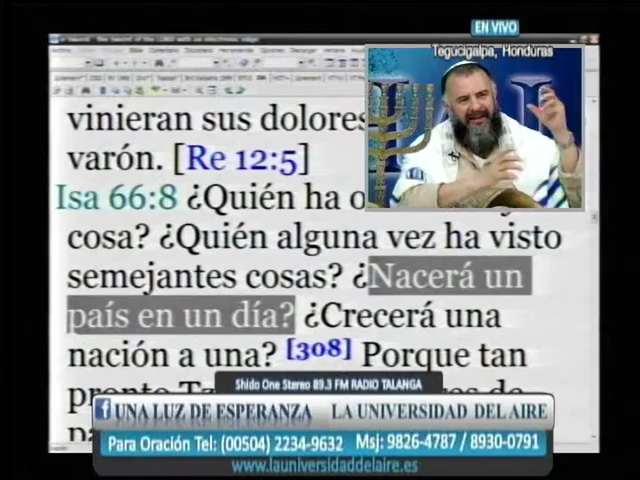 EN VIVO
Tegucigalpa, Honduras
vinieran sus dolores
varón. [Re 12:5]
Isa 66:8 ¿Quién ha
cosa? ¿Quién alguna vez ha visto
semejantes cosas? ¿Nacerá un
país en un día? ¿Crecerá una
nación a una? [308] Porque tan
Shido One Stereo 89.3 FM RADIO TALANGA
UNA LUZ DE ESPERANZA LA UNIVERSIDAD DEL AIRE
Para Oración Tel: (00504) 2234-9632 Msj: 9826-4787 / 8930-0791
www.launiversidaddelaire.es